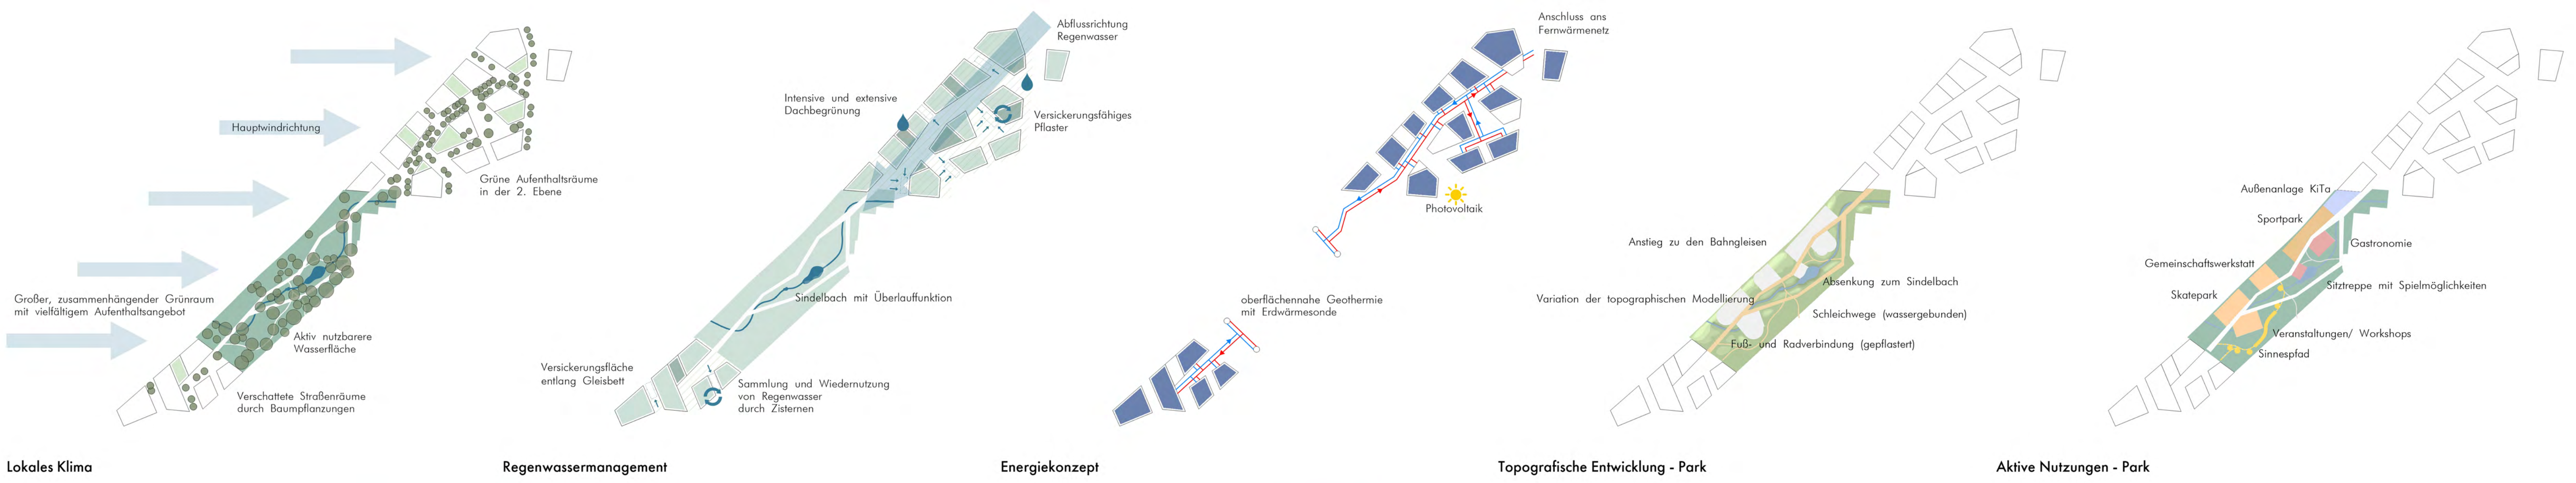 Hauptwindrichtung
Grüne Aufenthaltsräume
in der 2. Ebene
Großer, zusammenhängender Grünraum
mit vielfältigem Aufenthaltsangebot
Aktiv nutzbarere
Wasserfläche
Verschattete Straßenräume
durch Baumpflanzungen
Lokales Klima
Abflussrichtung
Regenwasser
Intensive und extensive
Dachbegrünung
Versickerungsfähiges
Pflaster
Sindelbach mit Überlauffunktion
Versickerungsfläche
entlang Gleisbett
Sammlung und Wiedernutzung
von Regenwasser
durch Zisternen
Regenwassermanagement
Anschluss ans
Fernwärmenetz
Photovoltaik
oberflächennahe Geothermie
mit Erdwärmesonde
Energiekonzept
Anstieg zu den Bahngleisen
Absenkung zum Sindelbach
Variation der topographischen Modellierung
Schleichwege (wassergebunden)
Fuß- und Radverbindung (gepflastert)
Topografische Entwicklung - Park
Außenanlage KiTa
Sportpark
Gastronomie
Gemeinschaftswerkstatt
Sitztreppe mit Spielmöglichkeiten
Skatepark
Veranstaltungen/ Workshops
Sinnespfad
Aktive Nutzungen - Park